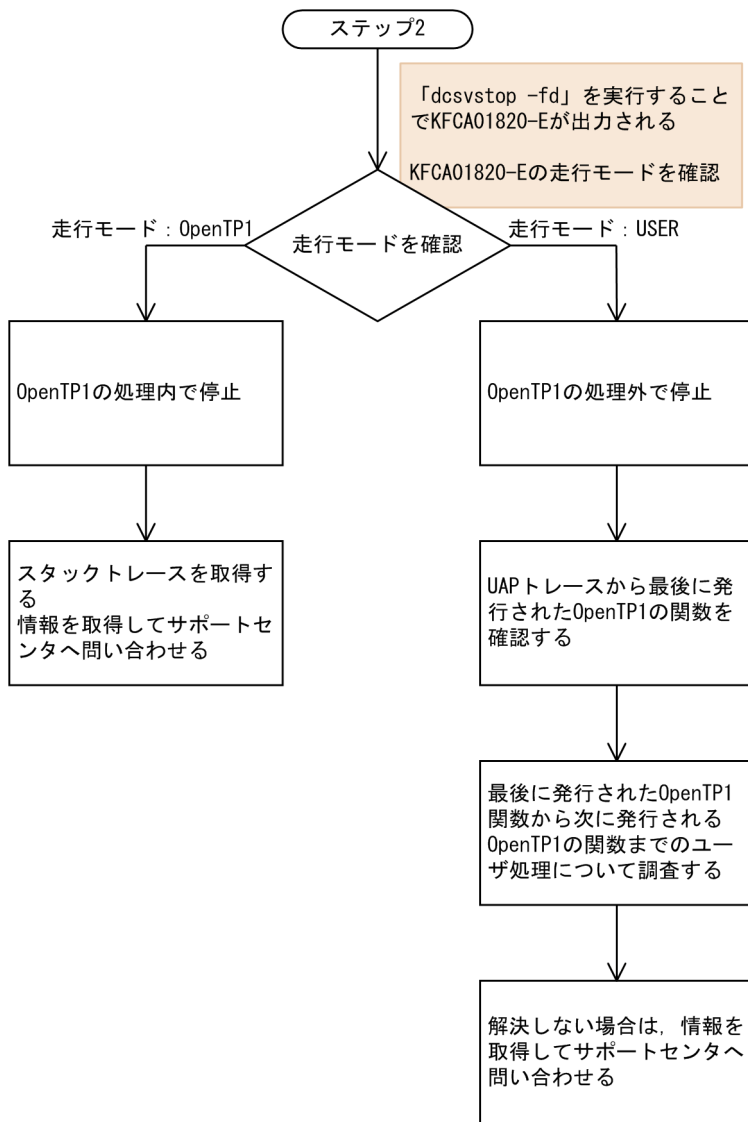 ステップ2
「dcsvstop -fd」を実行すること
でKFCA01820-Eが出力される
KFCA01820-Eの走行モードを確認
走行モード：OpenTP1
走行モードを確認
走行モード：USER
OpenTP1の処理内で停止
OpenTP1の処理外で停止
スタックトレースを取得す
る
情報を取得してサポートセ
ンタへ問い合わせる
UAPトレースから最後に発
行されたOpenTP1の関数を
確認する
最後に発行されたOpenTP1
関数から次に発行される
OpenTP1の関数までのユー
ザ処理について調査する
解決しない場合は，情報を
取得してサポートセンタへ
問い合わせる